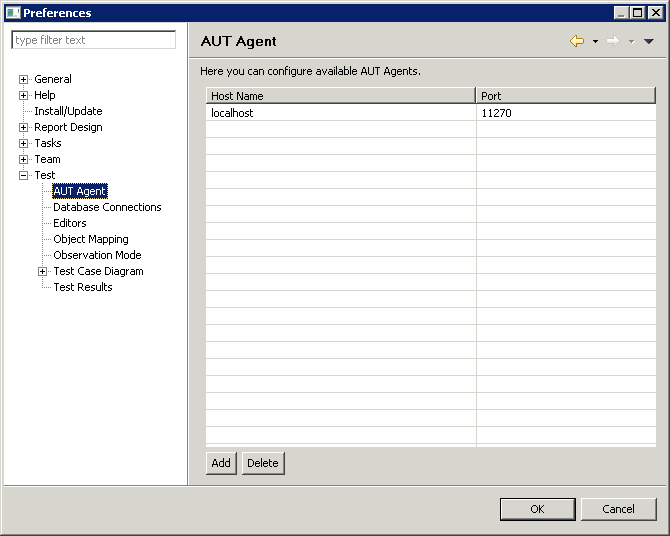 Preferences
type filter text
General
Help
Install/Update
Report Design
Tasks
Team
Test
AUT Agent
Database Connections
Editors
Object Mapping
Observation Mode
Test Case Diagram
Test Results
AUT Agent
Here you can configure available AUT Agents.
Host Name Port
localhost 11270
Add Delete
OK Cancel